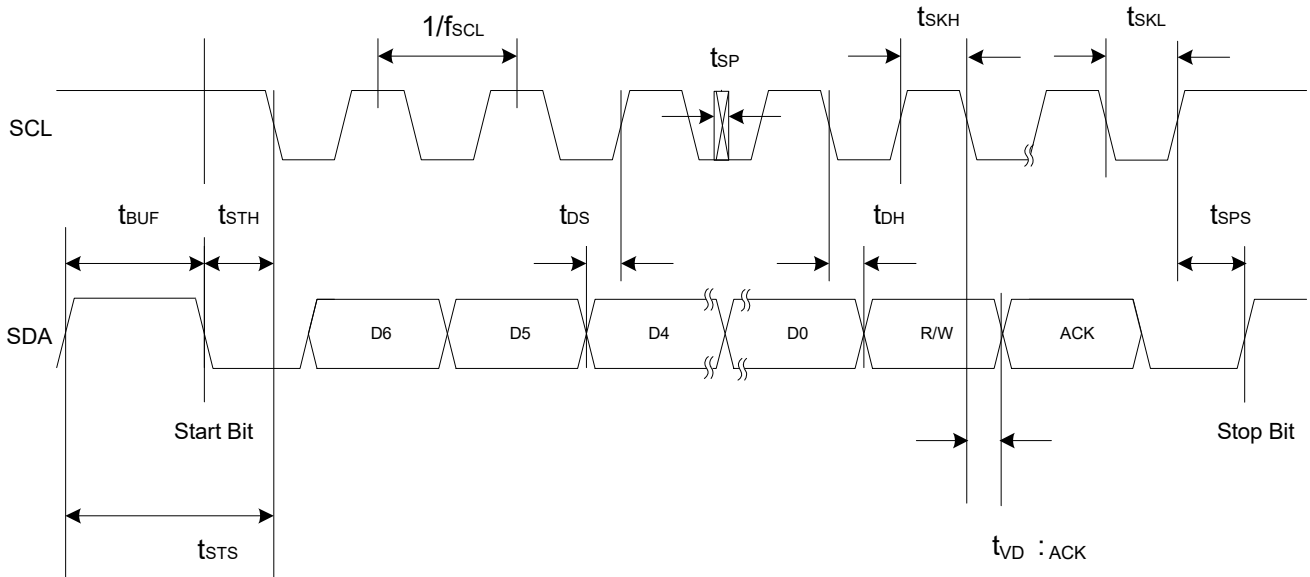 1/fSCL
tSKH
tSKL
tSP
SCL
tBUF
tSTH
tDS
tDH
tSPS
SDA
D6
D5
D4
D0
R/W
ACK
Start Bit
Stop Bit
tSTS
tVD : ACK